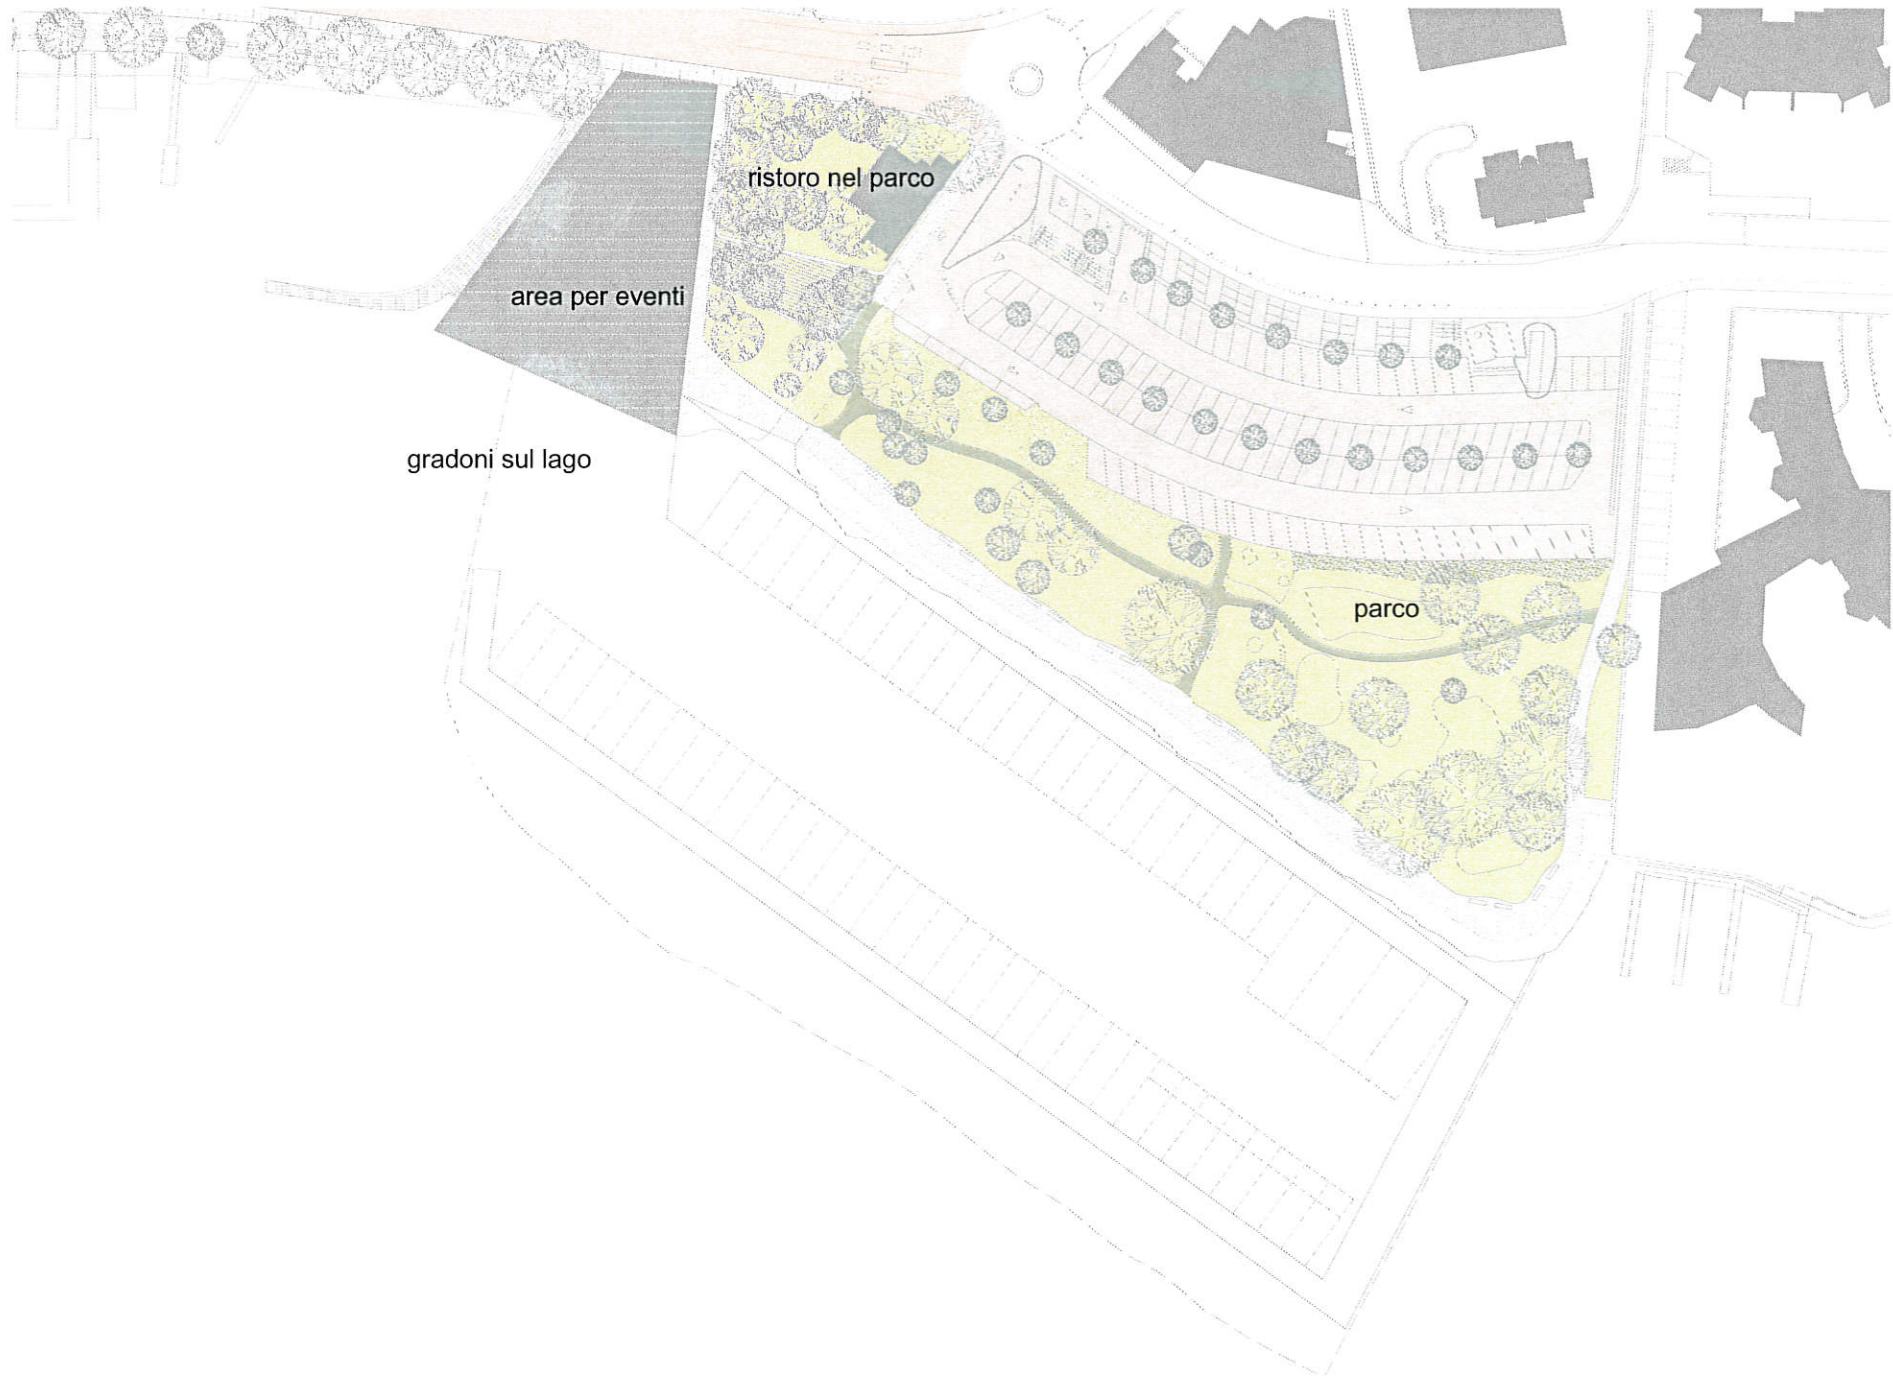 ristoro nel parco
area per eventi
gradoni sul lago
parco